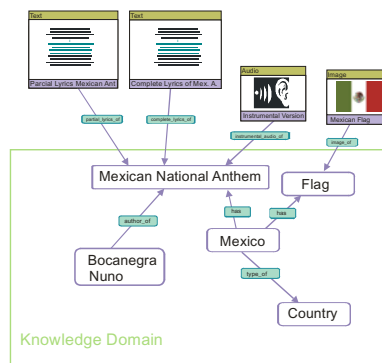 Text
Text
Partial Lyrics Mexican Ant
Complete Lyrics of Mex. A.
Audio
Instrumental Version
Image
Mexican Flag
partial_lyrics_of
complete_lyrics_of
instrumental_audio_of
image_of
Mexican National Anthem
Flag
author_of
has
has
Bocanegra
Nuno
Mexico
type_of
Country
Knowledge Domain